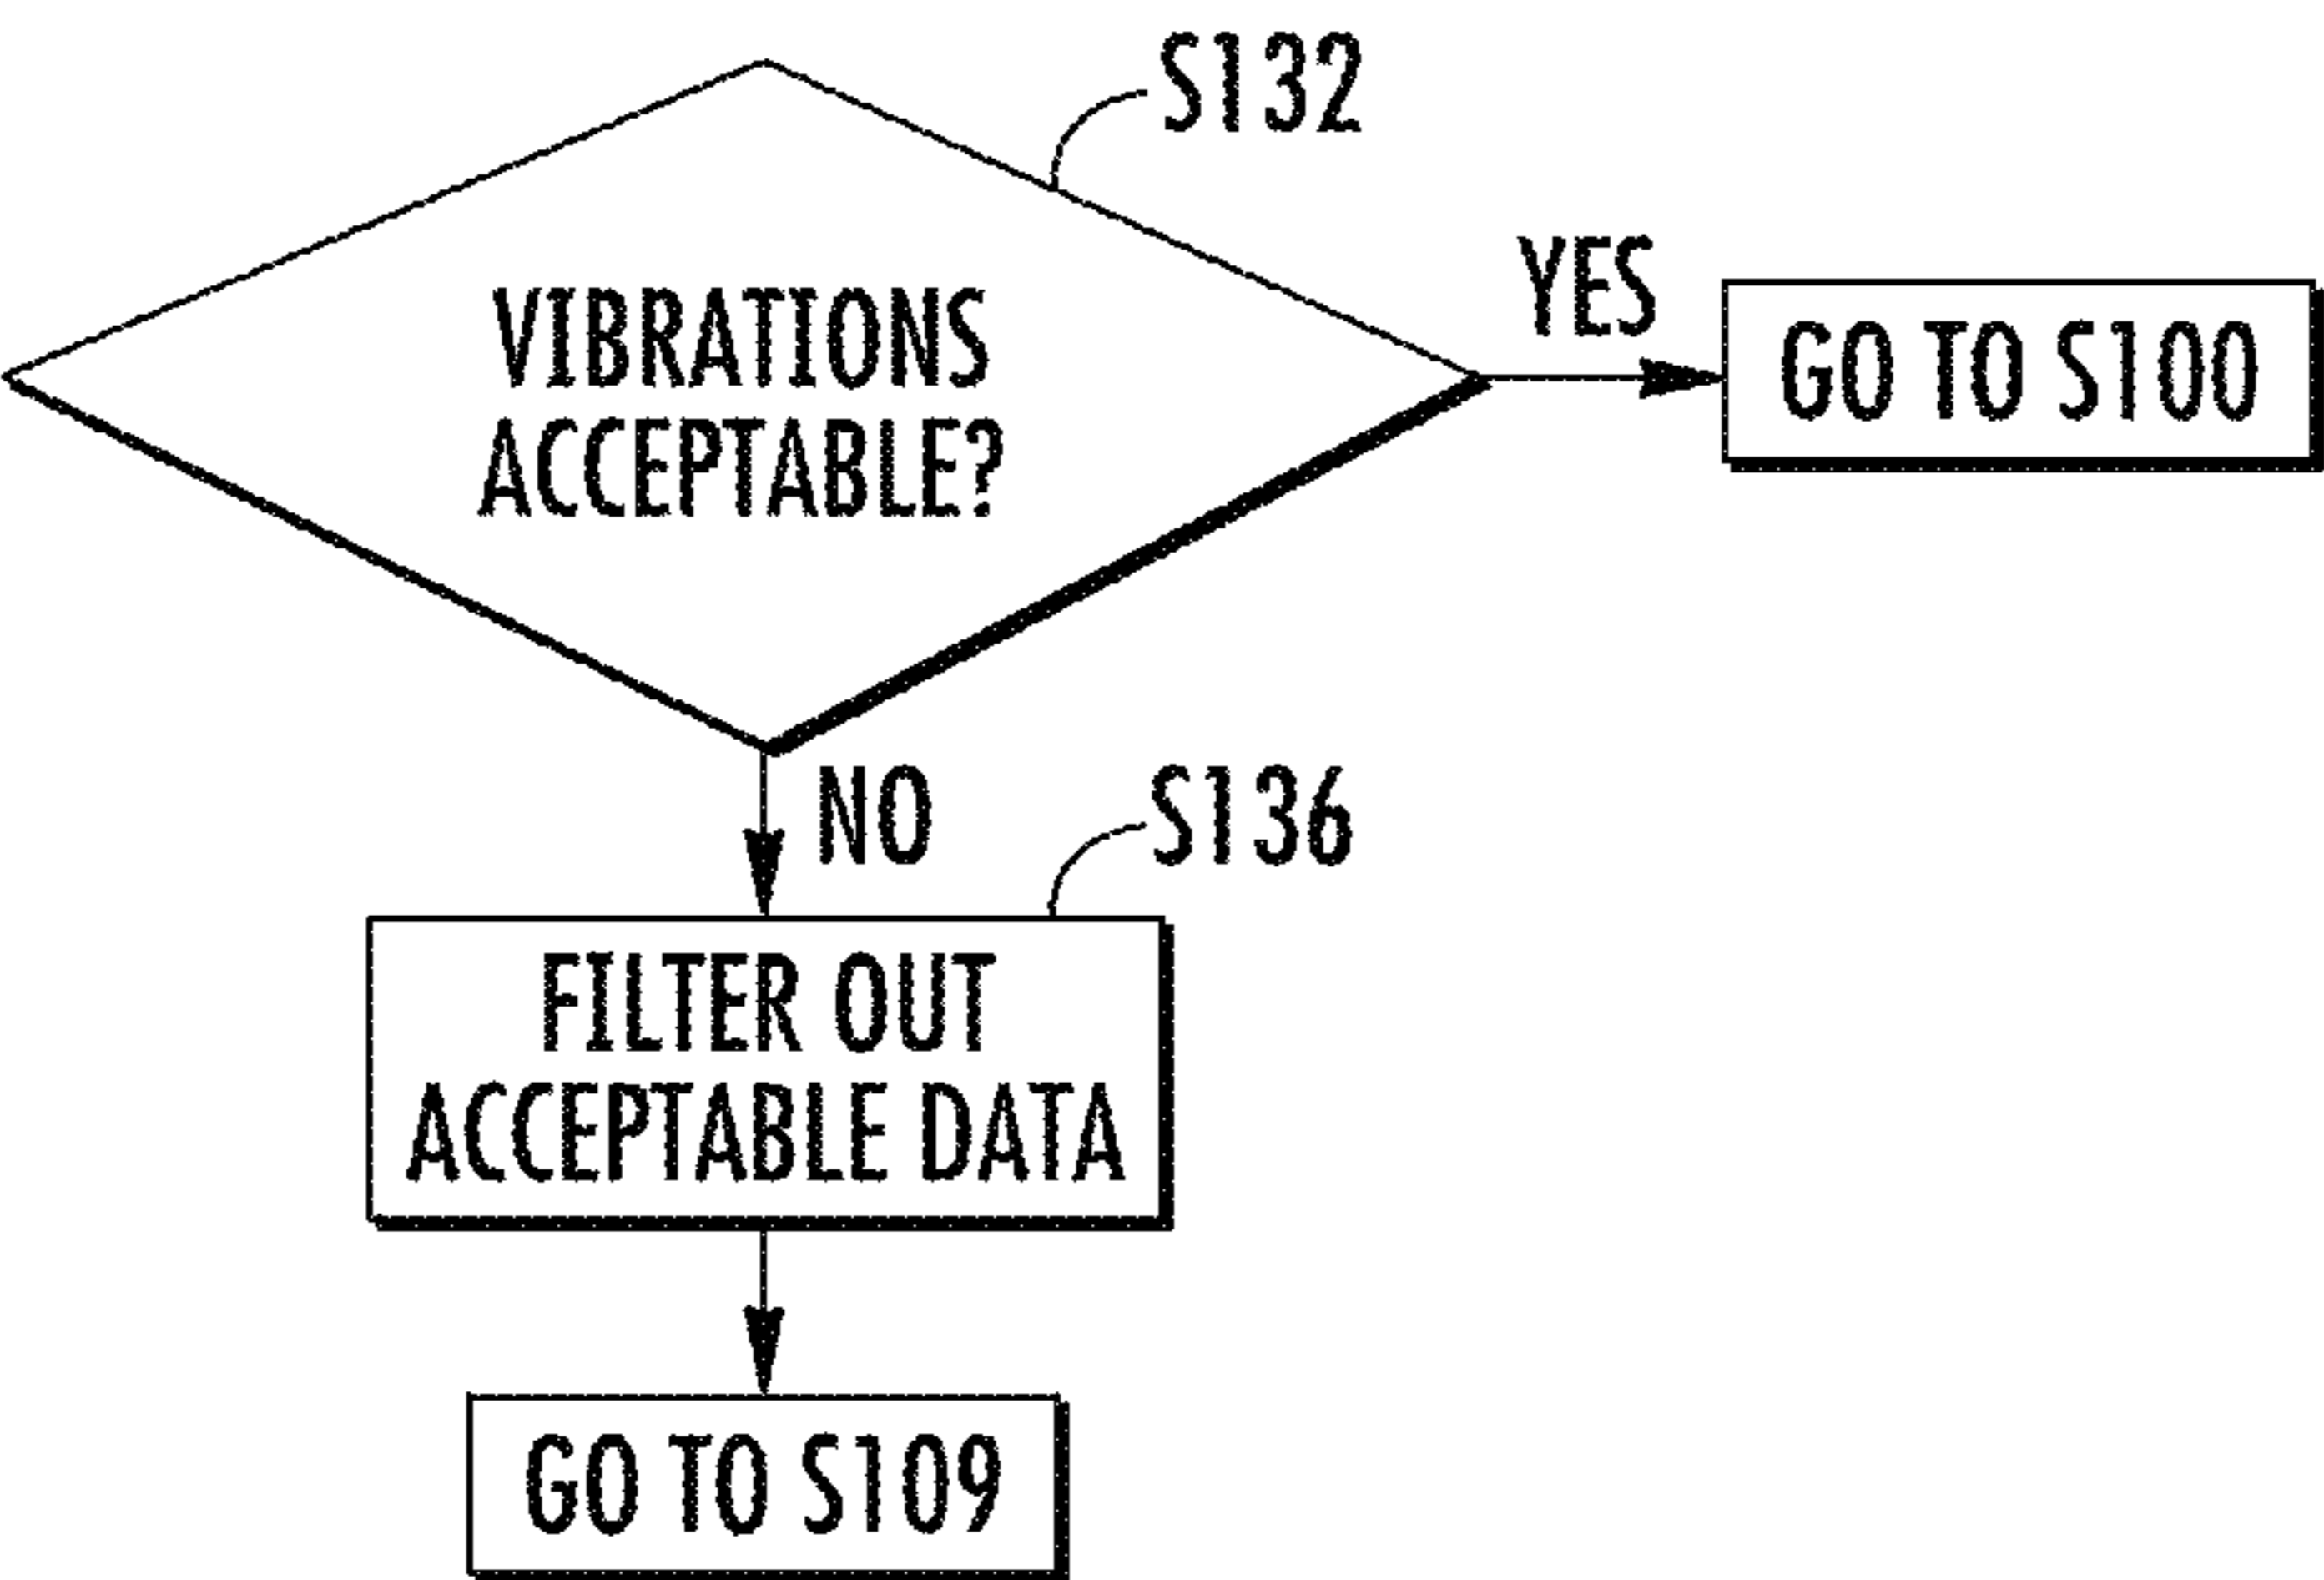 S132
VIBRATIONS
ACCEPTABLE?
YES
GO TO S100
NO
S136
FILTER OUT
ACCEPTABLE DATA
GO TO S109